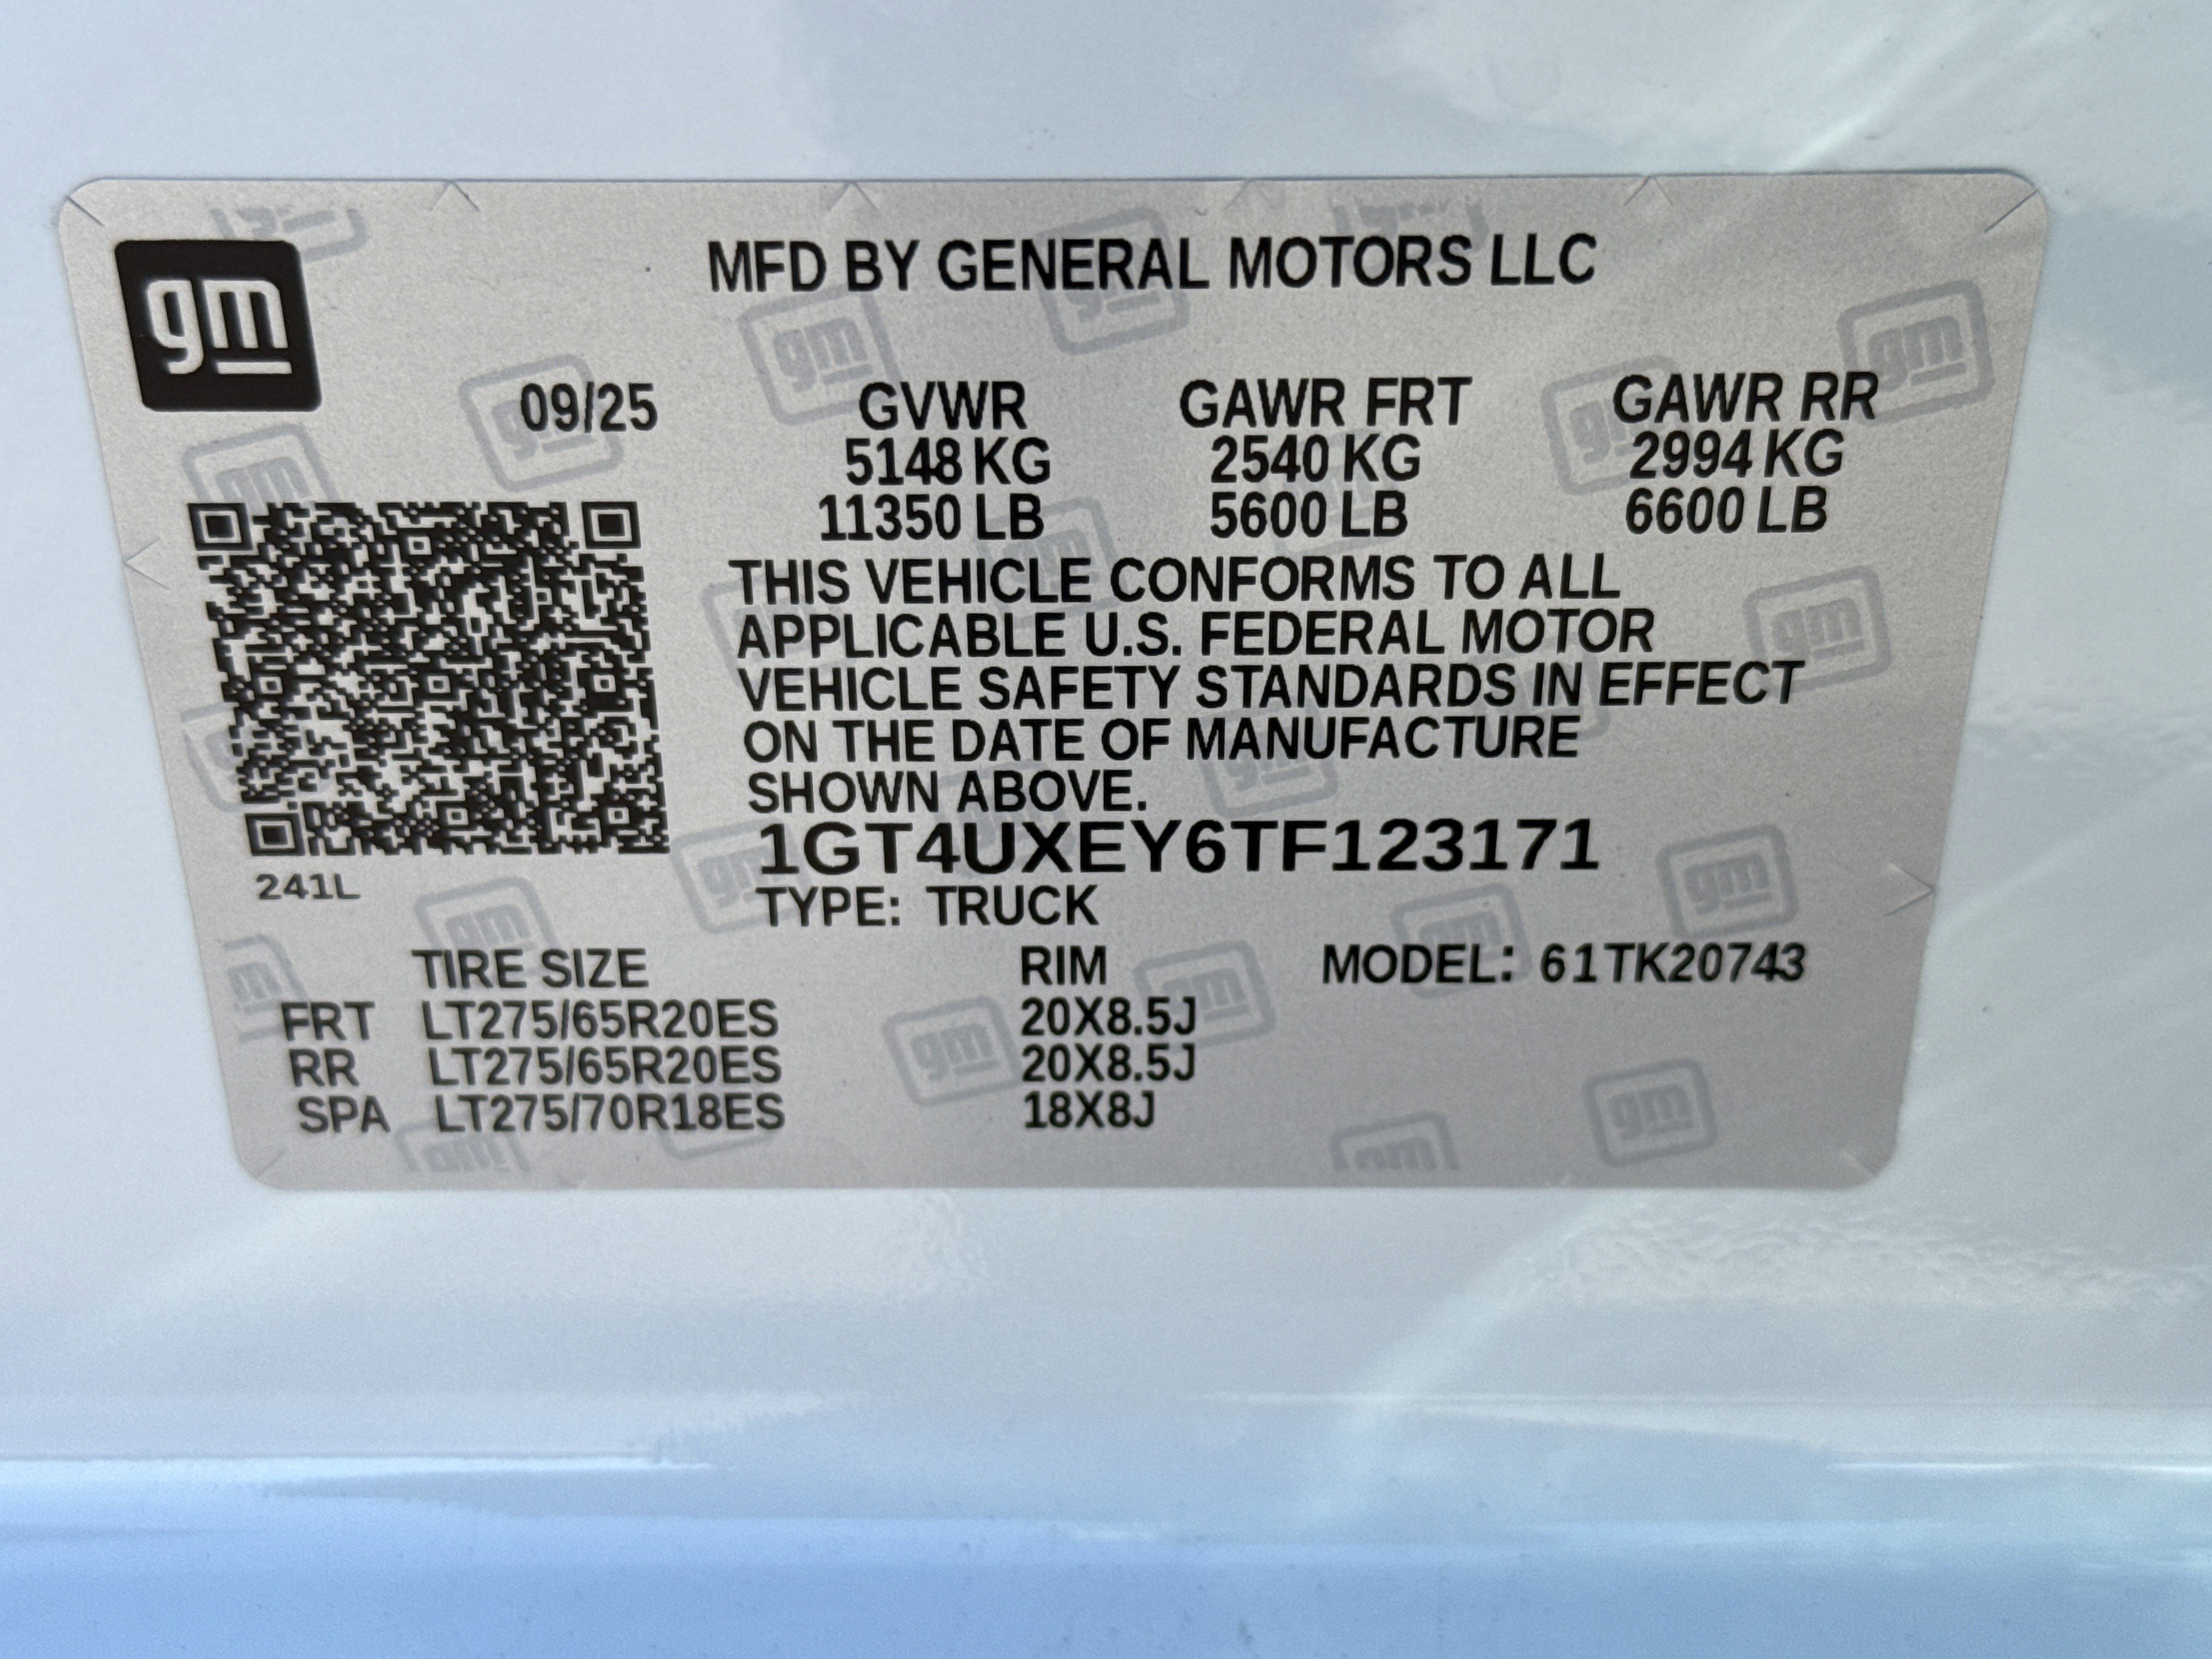 gm
MFD BY GENERAL MOTORS LLC
09/25 GVWR GAWR FRT GAWR RR
5148 KG 2540 KG 2994 KG
11350 LB 5600 LB 6600 LB
THIS VEHICLE CONFORMS TO ALL
APPLICABLE U.S. FEDERAL MOTOR
VEHICLE SAFETY STANDARDS IN EFFECT
ON THE DATE OF MANUFACTURE
SHOWN ABOVE.
1GT4UXEY6TF123171
241L
TYPE: TRUCK
TIRE SIZE RIM MODEL: 61TK20743
FRT LT275/65R20ES 20X8.5J
RR LT275/65R20ES 20X8.5J
SPA LT275/70R18ES 18X8J